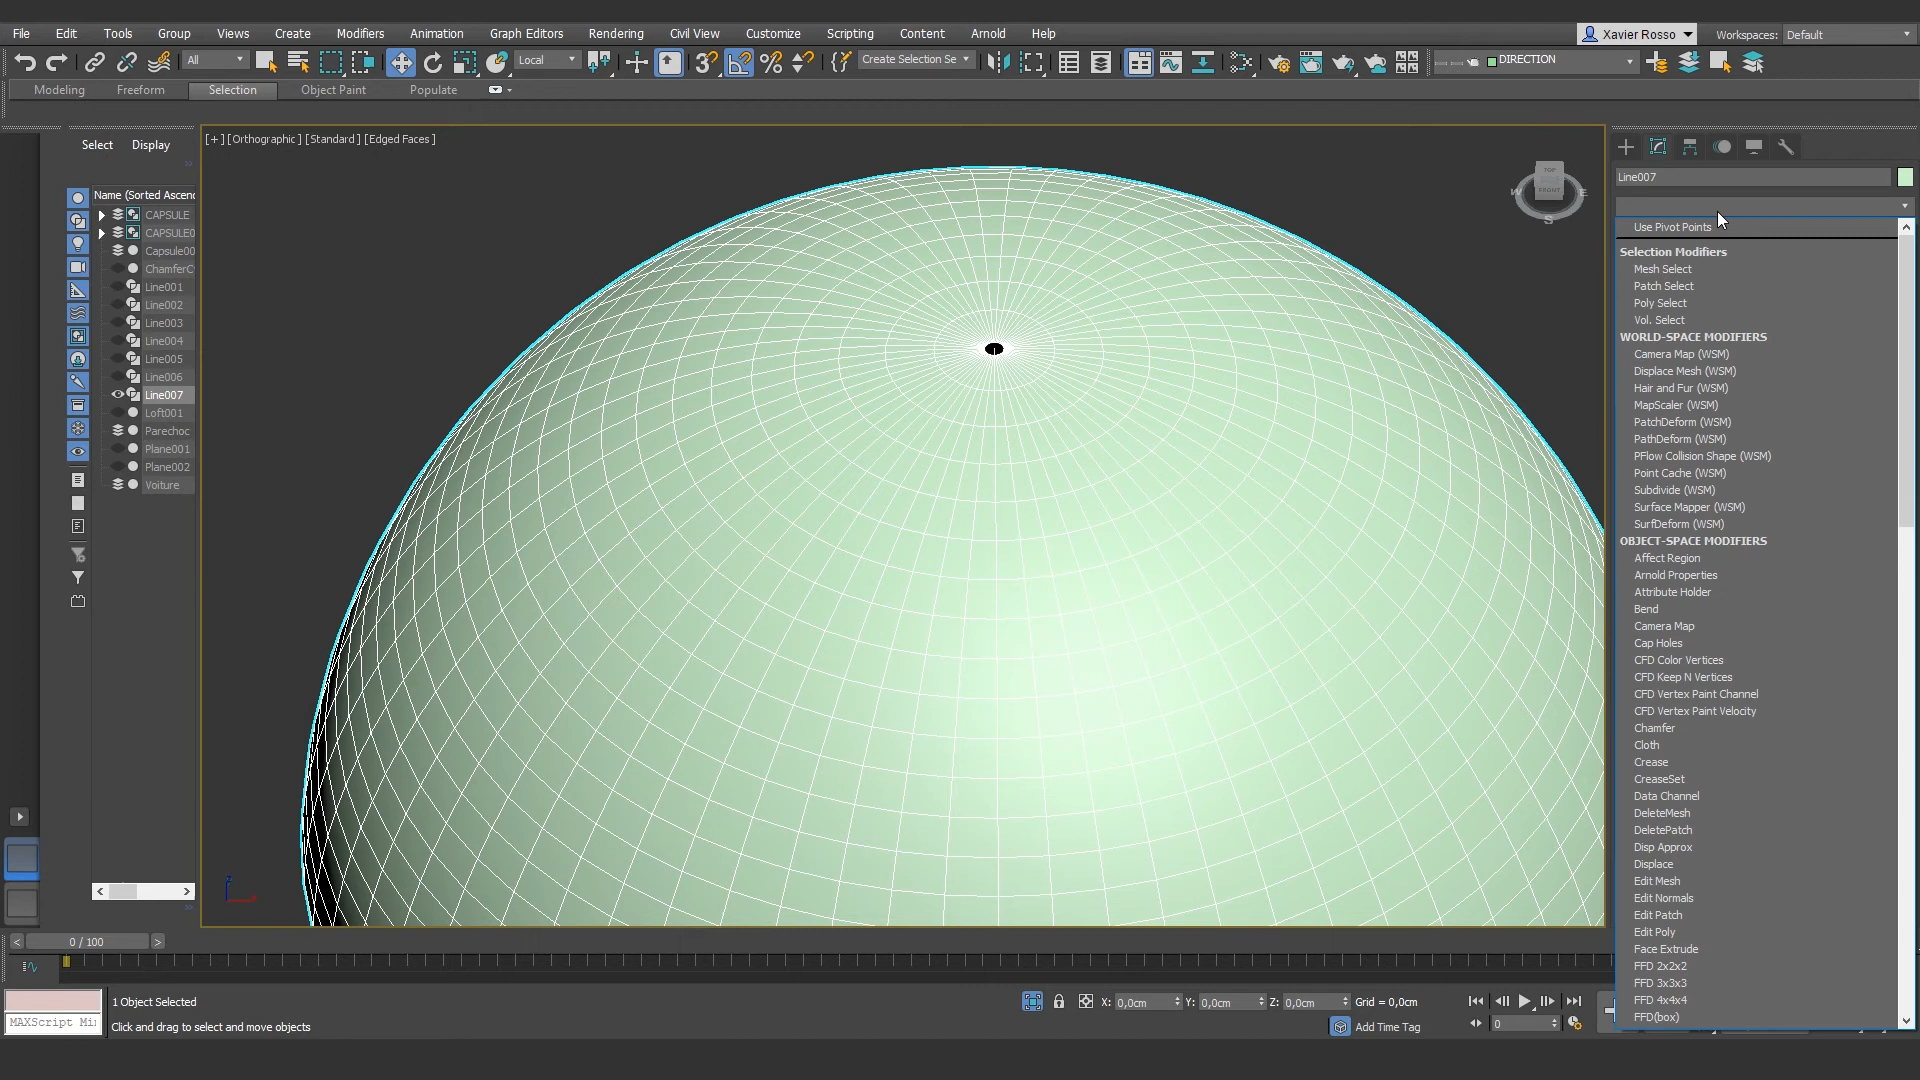 File Edit Tools Group Views Create Modifiers Animation Graph Editors Rendering Civil View Customize Scripting Content Arnold Help
Xavier Rosso
Workspaces: Default
All
Local
Create Selection Se
DIRECTION
Modeling Freeform Selection Object Paint Populate
Select Display
[+] [Orthographic] [Standard] [Edged Faces]
Name (Sorted Ascen
CAPSULE
CAPSULE0
Capsule00
ChamferC
Line001
Line002
Line003
Line004
Line005
Line006
Line007
Loft001
Parechoc
Plane001
Plane002
Voiture
TOP
FRONT
W
E
S
Line007
Use Pivot Points
Selection Modifiers
Mesh Select
Patch Select
Poly Select
Vol. Select
WORLD-SPACE MODIFIERS
Camera Map (WSM)
Displace Mesh (WSM)
Hair and Fur (WSM)
MapScaler (WSM)
PatchDeform (WSM)
PathDeform (WSM)
PFlow Collision Shape (WSM)
Point Cache (WSM)
Subdivide (WSM)
Surface Mapper (WSM)
SurfDeform (WSM)
OBJECT-SPACE MODIFIERS
Affect Region
Arnold Properties
Attribute Holder
Bend
Camera Map
Cap Holes
CFD Color Vertices
CFD Keep N Vertices
CFD Vertex Paint Channel
CFD Vertex Paint Velocity
Chamfer
Cloth
Crease
CreaseSet
Data Channel
DeleteMesh
DeletePatch
Disp Approx
Displace
Edit Mesh
Edit Normals
Edit Patch
Edit Poly
Face Extrude
FFD 2x2x2
FFD 3x3x3
FFD 4x4x4
FFD(box)
z
0 / 100
1 Object Selected
X: 0,0cm Y: 0,0cm Z: 0,0cm Grid = 0,0cm
MAXScript Mi
Click and drag to select and move objects
Add Time Tag
0